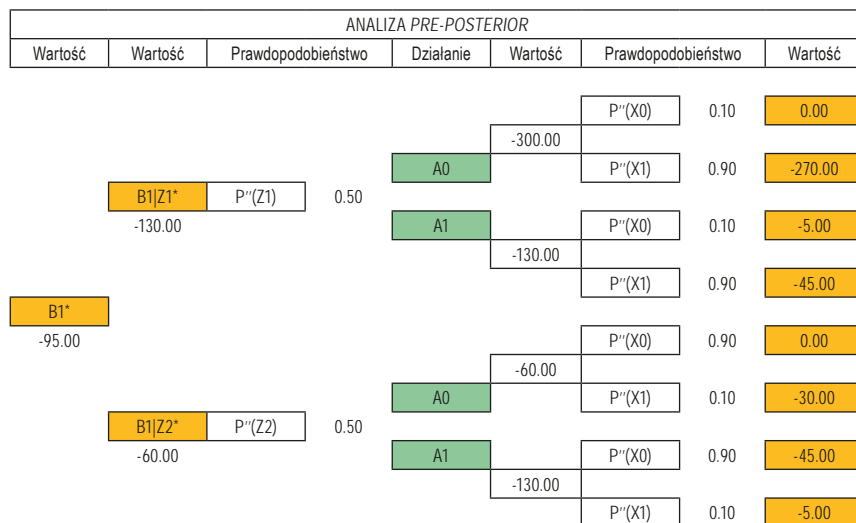 ANALIZA PRE-POSTERIOR
Wartość Wartość Prawdopodobieństwo Działanie Wartość Prawdopodobieństwo Wartość
P′′(X0) 0.10 0.00
-300.00
A0 P′′(X1) 0.90 -270.00
B1|Z1* P′′(Z1) 0.50
-130.00 A1 P′′(X0) 0.10 -5.00
-130.00
P′′(X1) 0.90 -45.00
B1*
-95.00 P′′(X0) 0.90 0.00
-60.00
A0 P′′(X1) 0.10 -30.00
B1|Z2* P′′(Z2) 0.50
-60.00 A1 P′′(X0) 0.90 -45.00
-130.00
P′′(X1) 0.10 -5.00